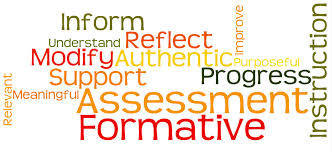 Inform
Understand
Reflect
improve
Modify
Authentic
Purposeful
Support
Progress
Instruction
Relevant
Meaningful
Assessment
Formative